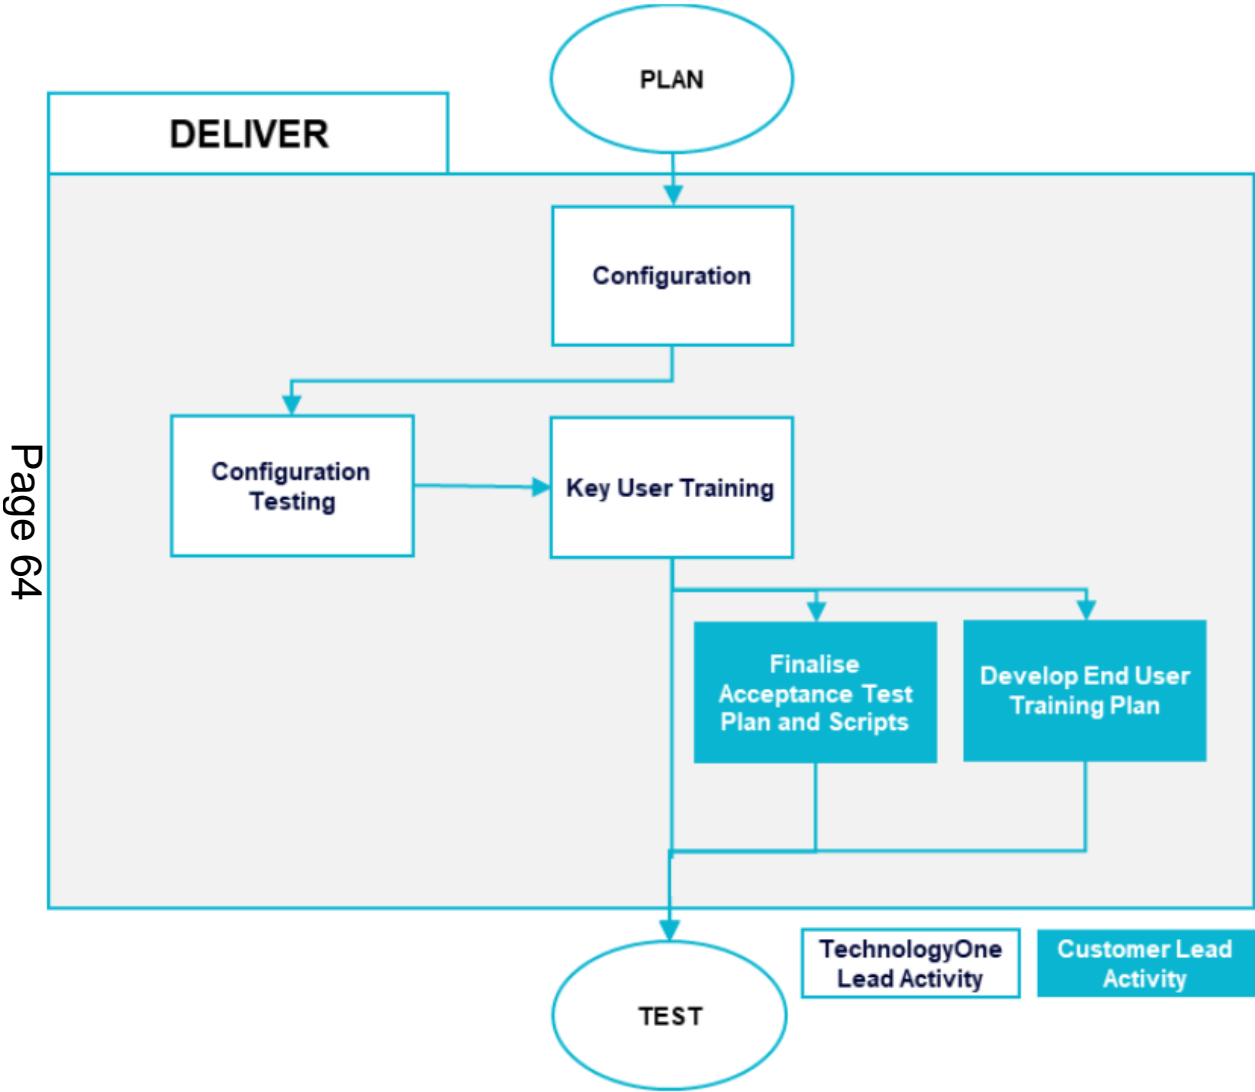 PLAN
DELIVER
Configuration
Configuration
Testing
Key User Training
Page 64
Finalise
Acceptance Test
Plan and Scripts
Develop End User
Training Plan
TechnologyOne
Lead Activity
Customer Lead
Activity
TEST